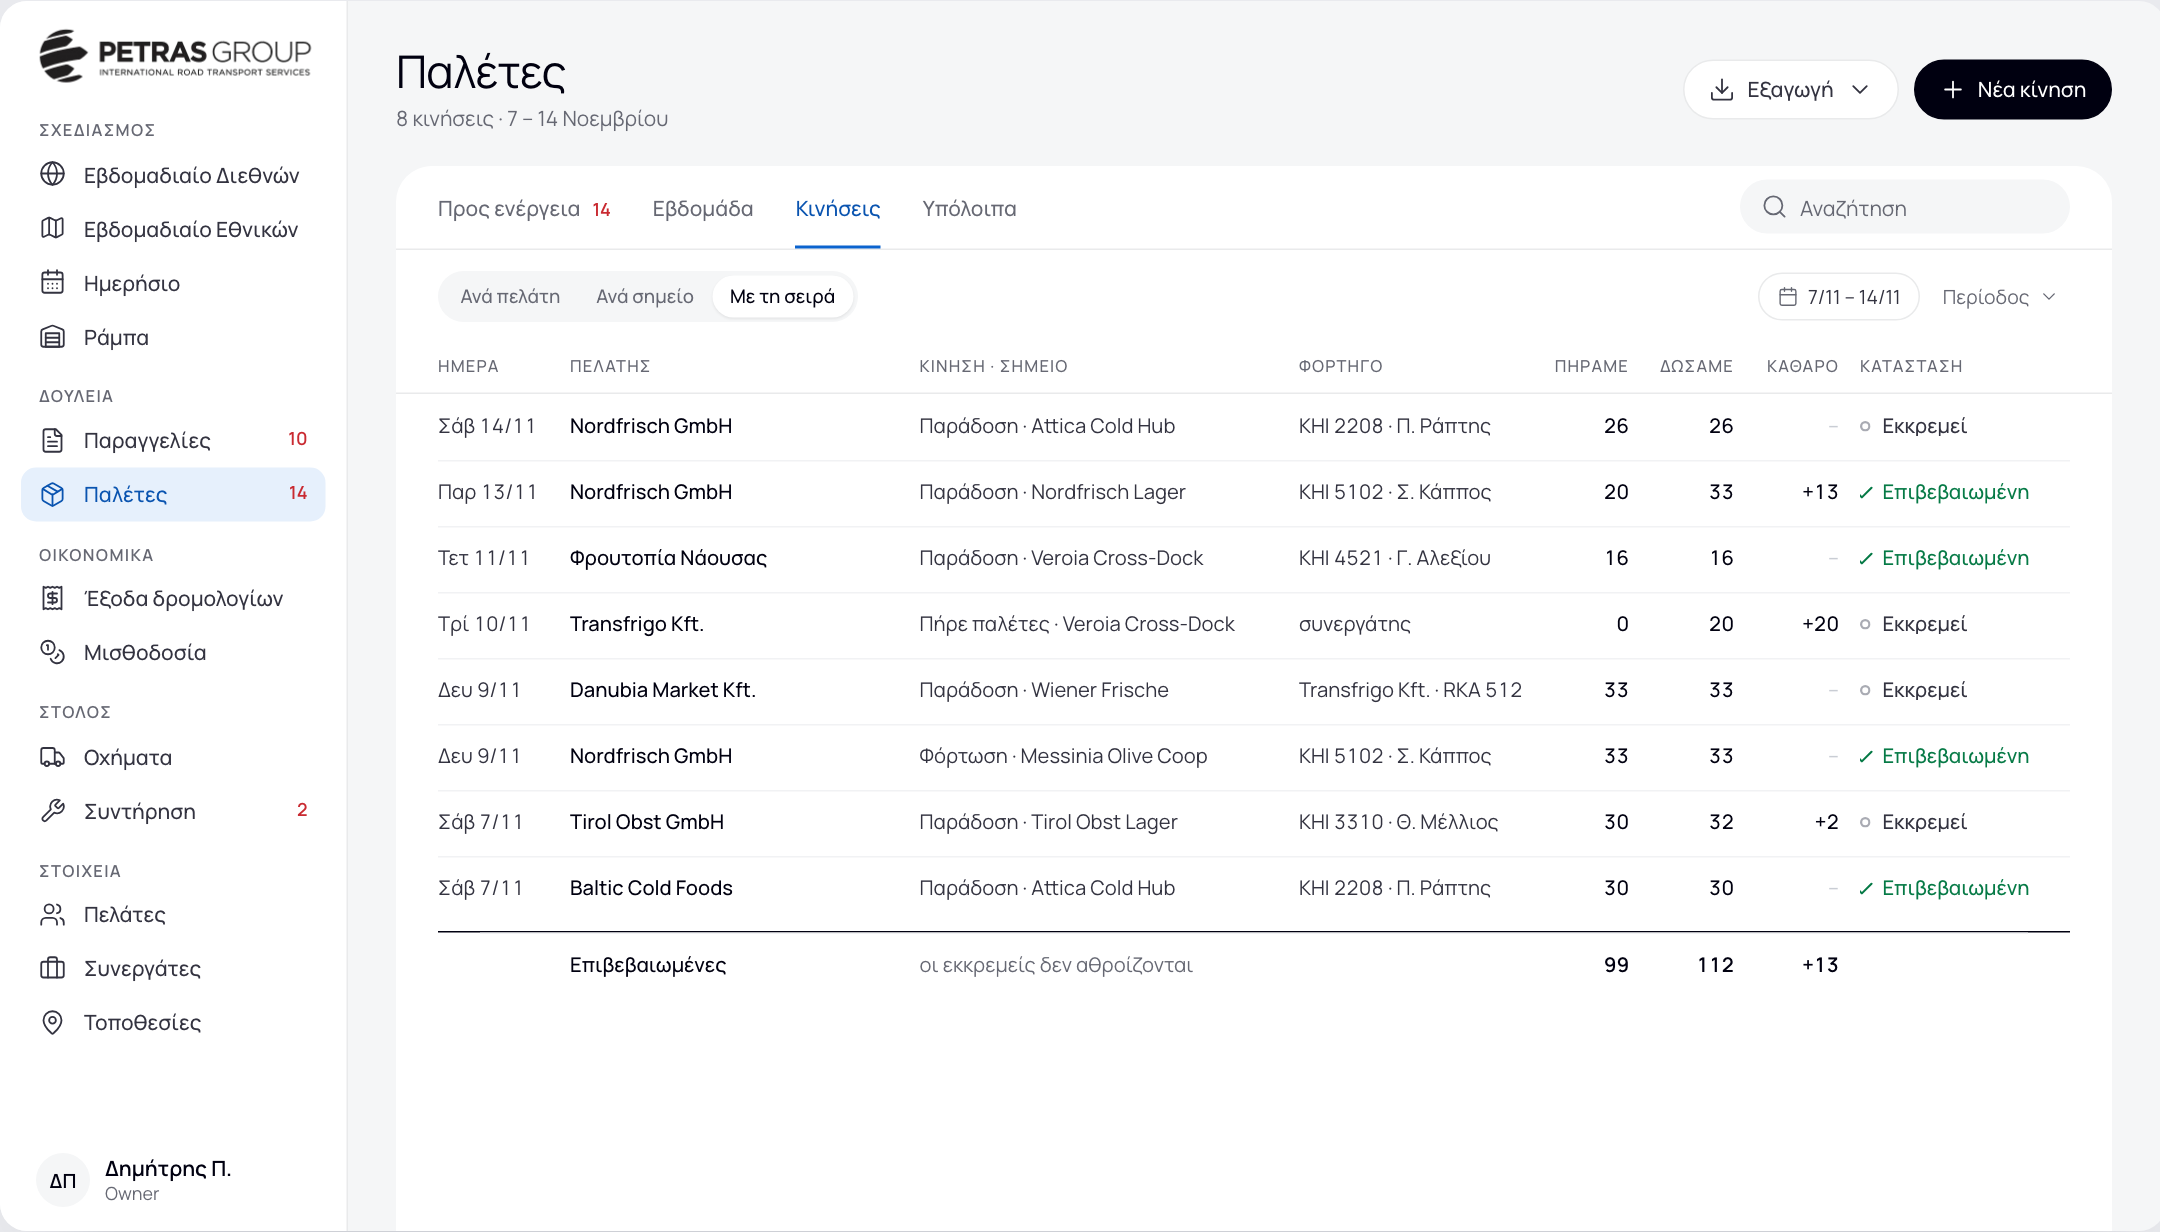 PETRAS GROUP
INTERNATIONAL ROAD TRANSPORT SERVICES
ΣΧΕΔΙΑΣΜΟΣ
Εβδομαδιαίο Διεθνών
Εβδομαδιαίο Εθνικών
Ημερήσιο
Ράμπα
ΔΟΥΛΕΙΑ
Παραγγελίες 10
Παλέτες 14
ΟΙΚΟΝΟΜΙΚΑ
Έξοδα δρομολογίων
Μισθοδοσία
ΣΤΟΛΟΣ
Οχήματα
Συντήρηση 2
ΣΤΟΙΧΕΙΑ
Πελάτες
Συνεργάτες
Τοποθεσίες
ΔΠ
Δημήτρης Π.
Owner
Παλέτες
8 κινήσεις · 7 – 14 Νοεμβρίου
Εξαγωγή
+ Νέα κίνηση
Προς ενέργεια 14 Εβδομάδα Κινήσεις Υπόλοιπα
Αναζήτηση
Ανά πελάτη Ανά σημείο Με τη σειρά
7/11 – 14/11 Περίοδος
ΗΜΕΡΑ ΠΕΛΑΤΗΣ ΚΙΝΗΣΗ · ΣΗΜΕΙΟ ΦΟΡΤΗΓΟ ΠΗΡΑΜΕ ΔΩΣΑΜΕ ΚΑΘΑΡΟ ΚΑΤΑΣΤΑΣΗ
Σάβ 14/11 Nordfrisch GmbH Παράδοση · Attica Cold Hub ΚΗΙ 2208 · Π. Ράπτης 26 26 – Εκκρεμεί
Παρ 13/11 Nordfrisch GmbH Παράδοση · Nordfrisch Lager ΚΗΙ 5102 · Σ. Κάππος 20 33 +13 ✓ Επιβεβαιωμένη
Τετ 11/11 Φρουτοπία Νάουσας Παράδοση · Veroia Cross-Dock ΚΗΙ 4521 · Γ. Αλεξίου 16 16 – ✓ Επιβεβαιωμένη
Τρί 10/11 Transfrigo Kft. Πήρε παλέτες · Veroia Cross-Dock συνεργάτης 0 20 +20 Εκκρεμεί
Δευ 9/11 Danubia Market Kft. Παράδοση · Wiener Frische Transfrigo Kft. · RKA 512 33 33 – Εκκρεμεί
Δευ 9/11 Nordfrisch GmbH Φόρτωση · Messinia Olive Coop ΚΗΙ 5102 · Σ. Κάππος 33 33 – ✓ Επιβεβαιωμένη
Σάβ 7/11 Tirol Obst GmbH Παράδοση · Tirol Obst Lager ΚΗΙ 3310 · Θ. Μέλλιος 30 32 +2 Εκκρεμεί
Σάβ 7/11 Baltic Cold Foods Παράδοση · Attica Cold Hub ΚΗΙ 2208 · Π. Ράπτης 30 30 – ✓ Επιβεβαιωμένη
Επιβεβαιωμένες οι εκκρεμείς δεν αθροίζονται 99 112 +13